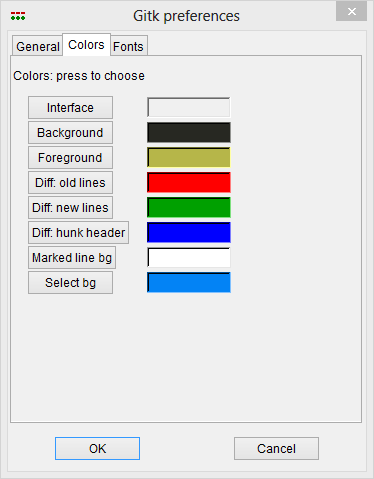 Gitk preferences
General Colors Fonts
Colors: press to choose
Interface
Background
Foreground
Diff: old lines
Diff: new lines
Diff: hunk header
Marked line bg
Select bg
OK Cancel